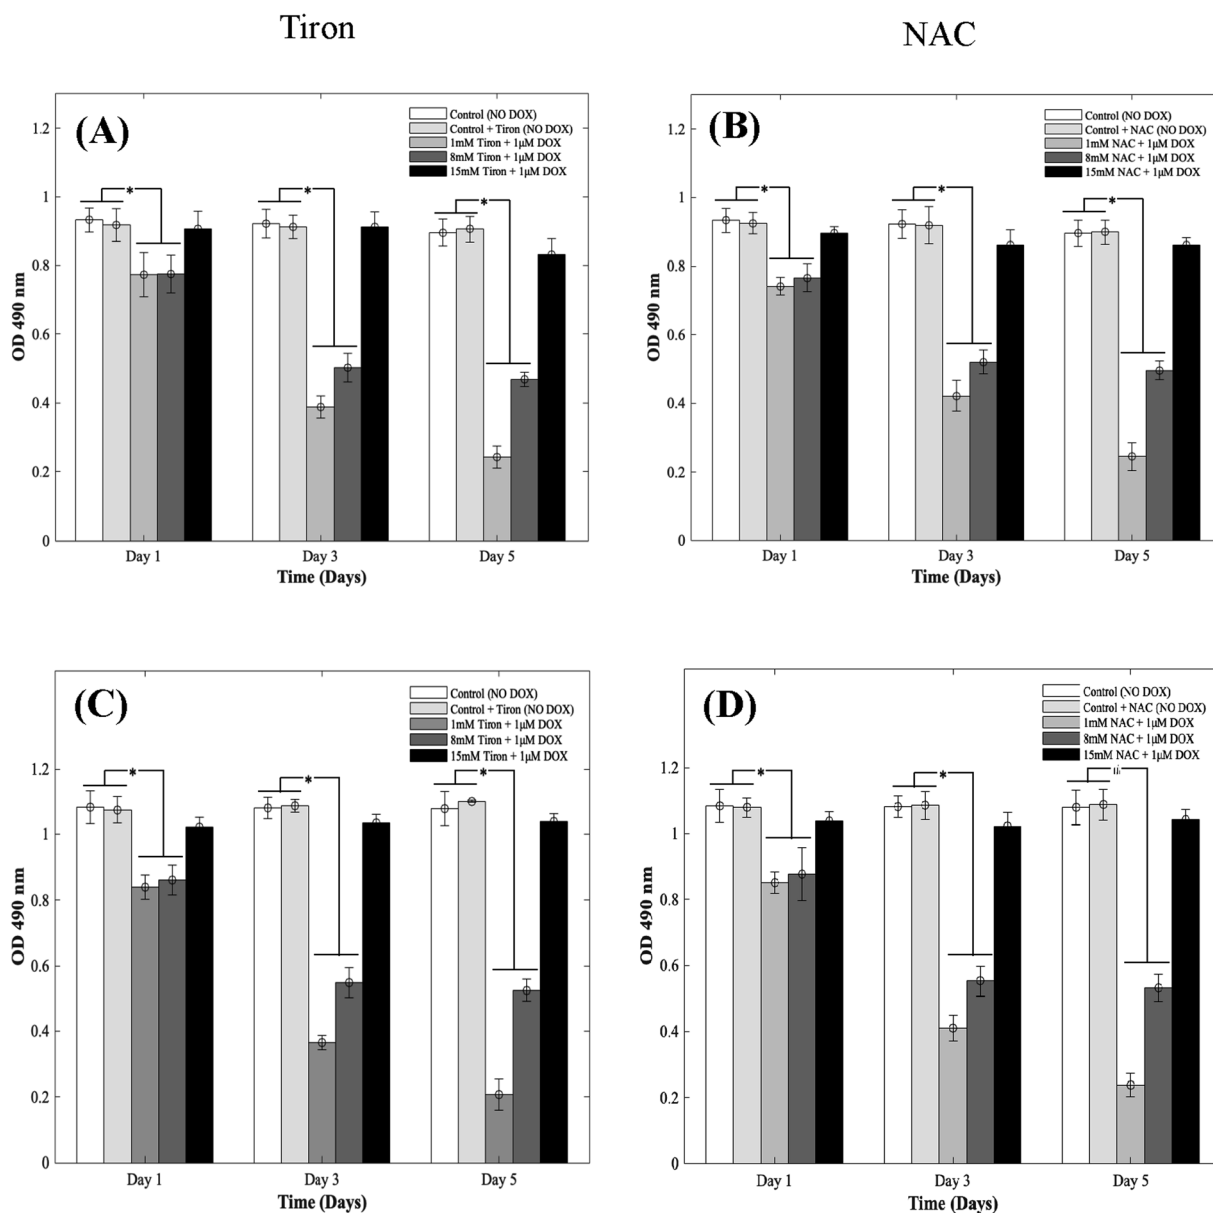 Tiron
NAC
(A)
Control (NO DOX)
Control + Tiron (NO DOX)
1mM Tiron + 1μM DOX
8mM Tiron + 1μM DOX
15mM Tiron + 1μM DOX
1.2
1
0.8
0.6
0.4
0.2
0
OD 490 nm
*
*
*
Day 1
Day 3
Day 5
Time (Days)
(B)
Control (NO DOX)
Control + NAC (NO DOX)
1mM NAC + 1μM DOX
8mM NAC + 1μM DOX
15mM NAC + 1μM DOX
1.2
1
0.8
0.6
0.4
0.2
0
OD 490 nm
*
*
*
Day 1
Day 3
Day 5
Time (Days)
(C)
Control (NO DOX)
Control + Tiron (NO DOX)
1mM Tiron + 1μM DOX
8mM Tiron + 1μM DOX
15mM Tiron + 1μM DOX
1.2
1
0.8
0.6
0.4
0.2
0
OD 490 nm
*
*
*
Day 1
Day 3
Day 5
Time (Days)
(D)
Control (NO DOX)
Control + NAC (NO DOX)
1mM NAC + 1μM DOX
8mM NAC + 1μM DOX
15mM NAC + 1μM DOX
1.2
1
0.8
0.6
0.4
0.2
0
OD 490 nm
*
*
Day 1
Day 3
Day 5
Time (Days)